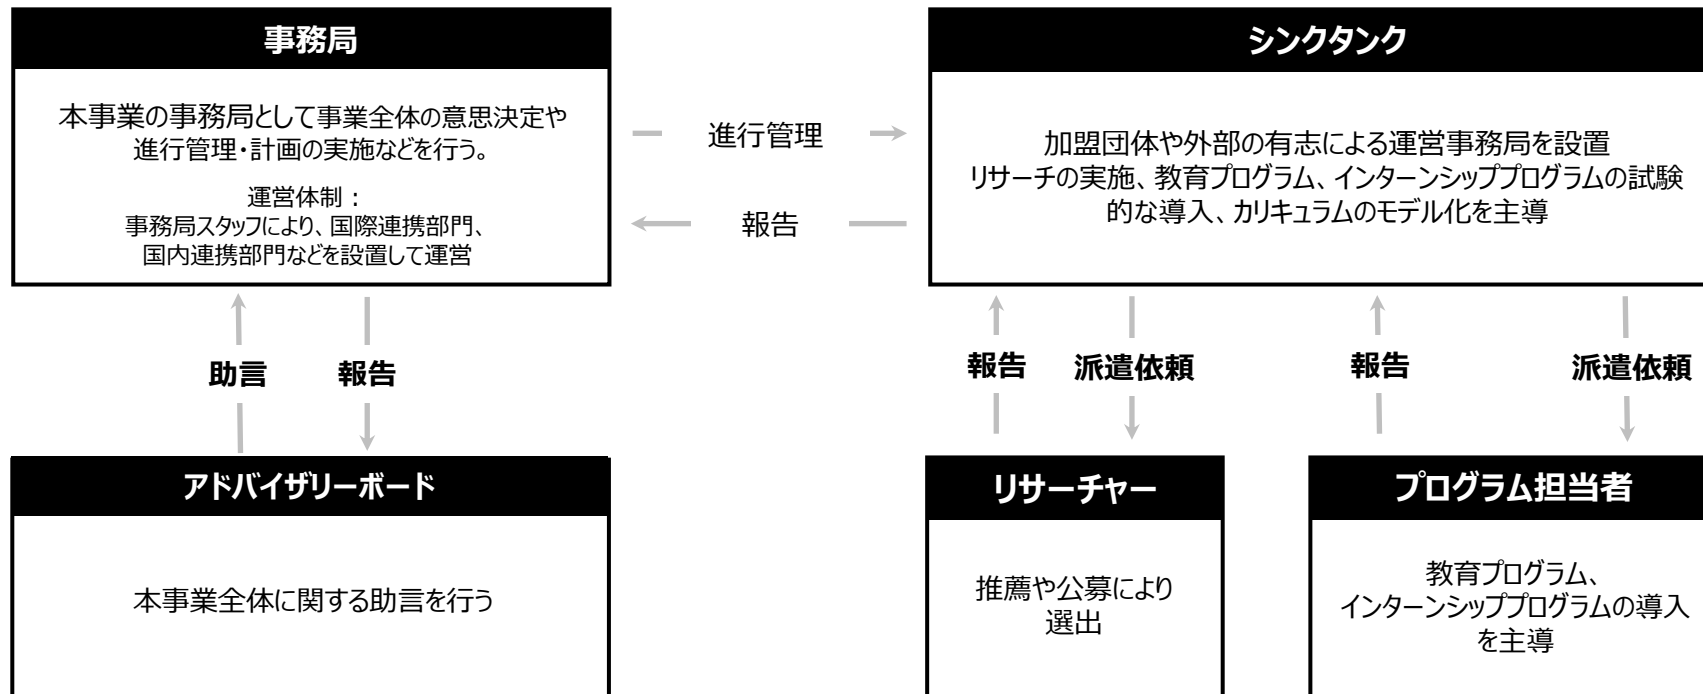 事務局
本事業の事務局として事業全体の意思決定や
進行管理・計画の実施などを行う。
運営体制：
事務局スタッフにより、国際連携部門、
国内連携部門などを設置して運営
進行管理
報告
シンクタンク
加盟団体や外部の有志による運営事務局を設置
リサーチの実施、教育プログラム、インターンシッププログラムの試験
的な導入、カリキュラムのモデル化を主導
助言
報告
報告
派遣依頼
報告
派遣依頼
アドバイザリーボード
本事業全体に関する助言を行う
リサーチャー
推薦や公募により
選出
プログラム担当者
教育プログラム、
インターンシッププログラムの導入
を主導